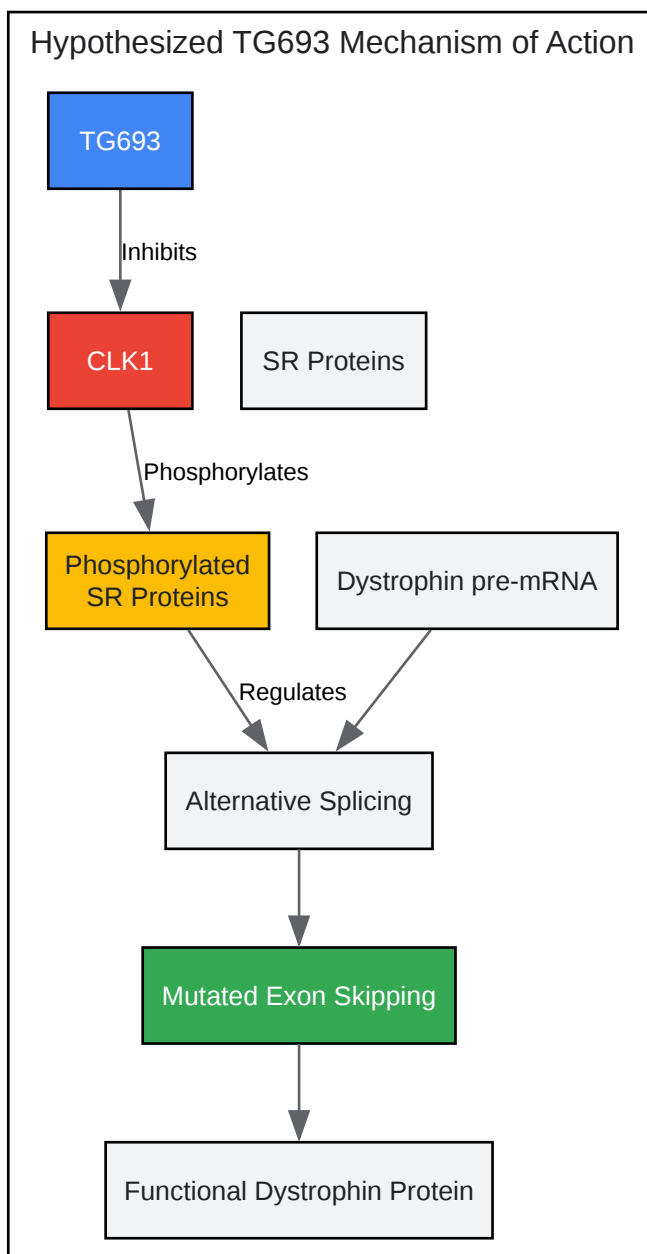 Hypothesized TG693 Mechanism of Action
TG693
Inhibits
CLK1
SR Proteins
Phosphorylates
Phosphorylated
SR Proteins
Dystrophin pre-mRNA
Regulates
Alternative Splicing
Mutated Exon Skipping
Functional Dystrophin Protein